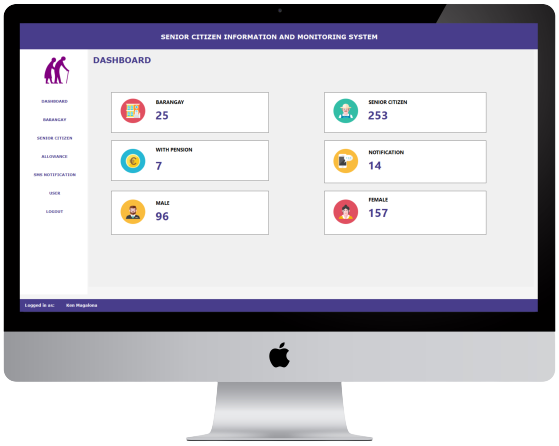 SENIOR CITIZEN INFORMATION AND MONITORING SYSTEM
DASHBOARD
DASHBOARD
BARANGAY
SENIOR CITIZEN
ALLOWANCE
SMS NOTIFICATION
USER
LOGOUT
BARANGAY
25
SENIOR CITIZEN
253
WITH PENSION
7
NOTIFICATION
14
MALE
96
FEMALE
157
Logged in as: Ken Magalona